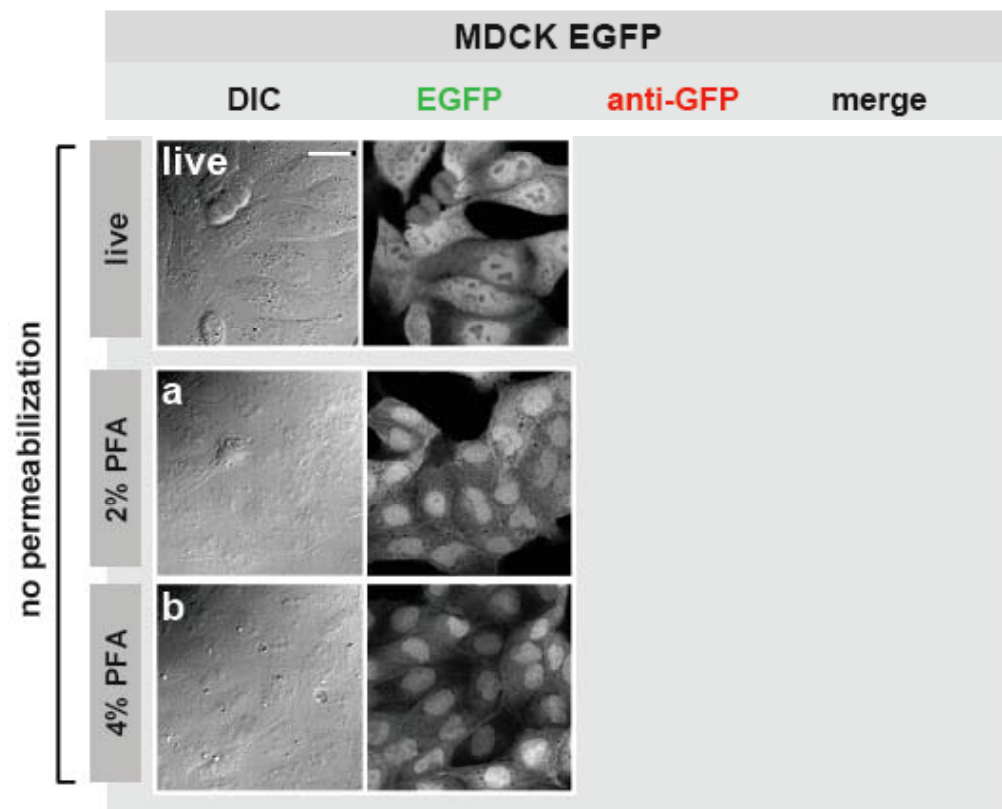 MDCK EGFP
DIC EGFP anti-GFP merge
no permeabilization
live
live
2% PFA
a
4% PFA
b